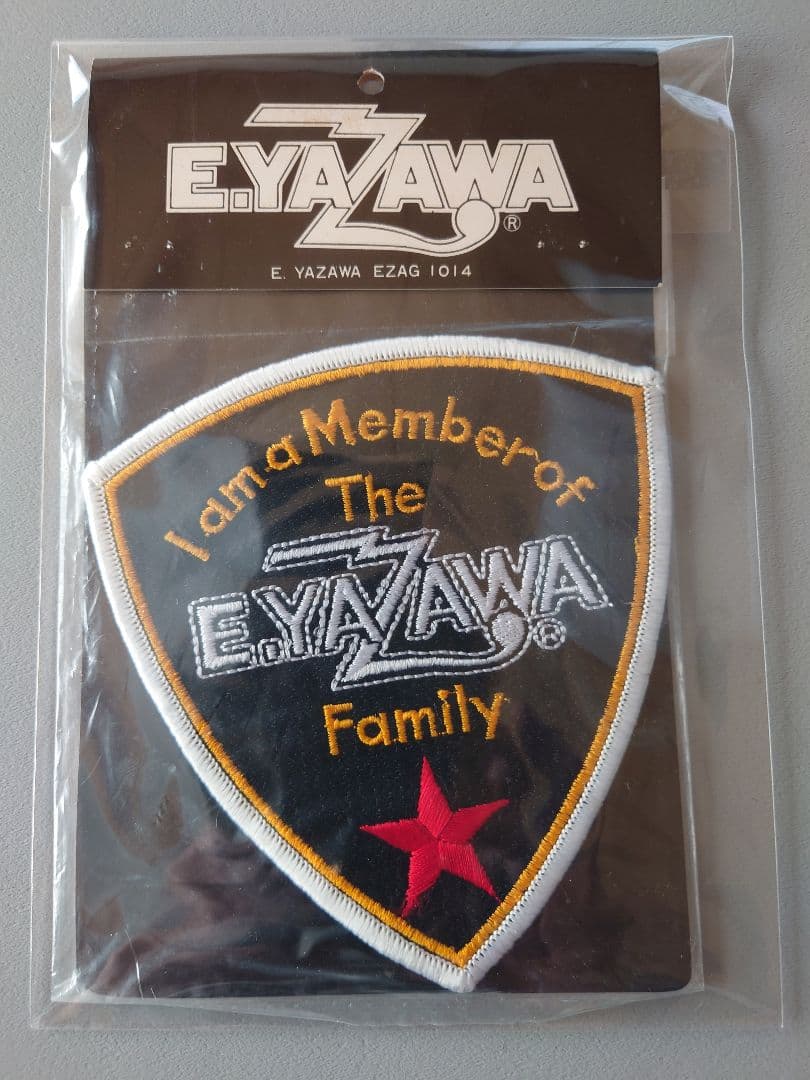 E.YAZAWA®
E. YAZAWA EZAG 1014
I am a Member of
The
E.YAZAWA®
Family